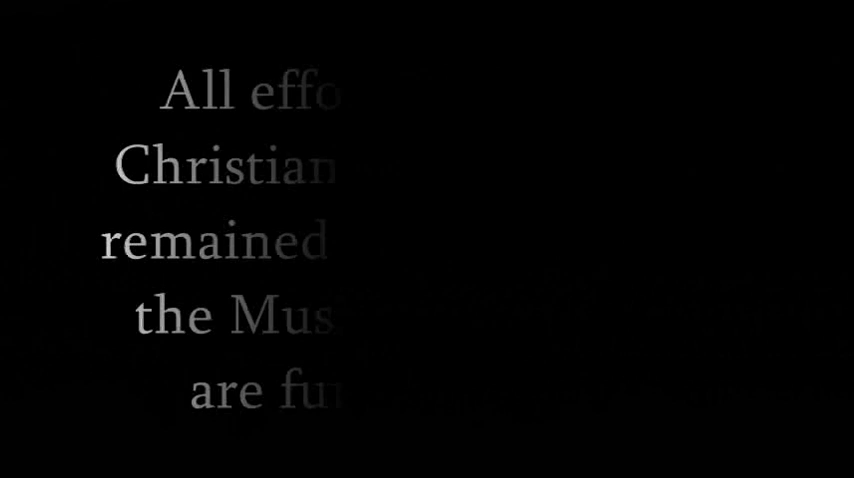 All effo
Christian
remained
the Mus
are fu